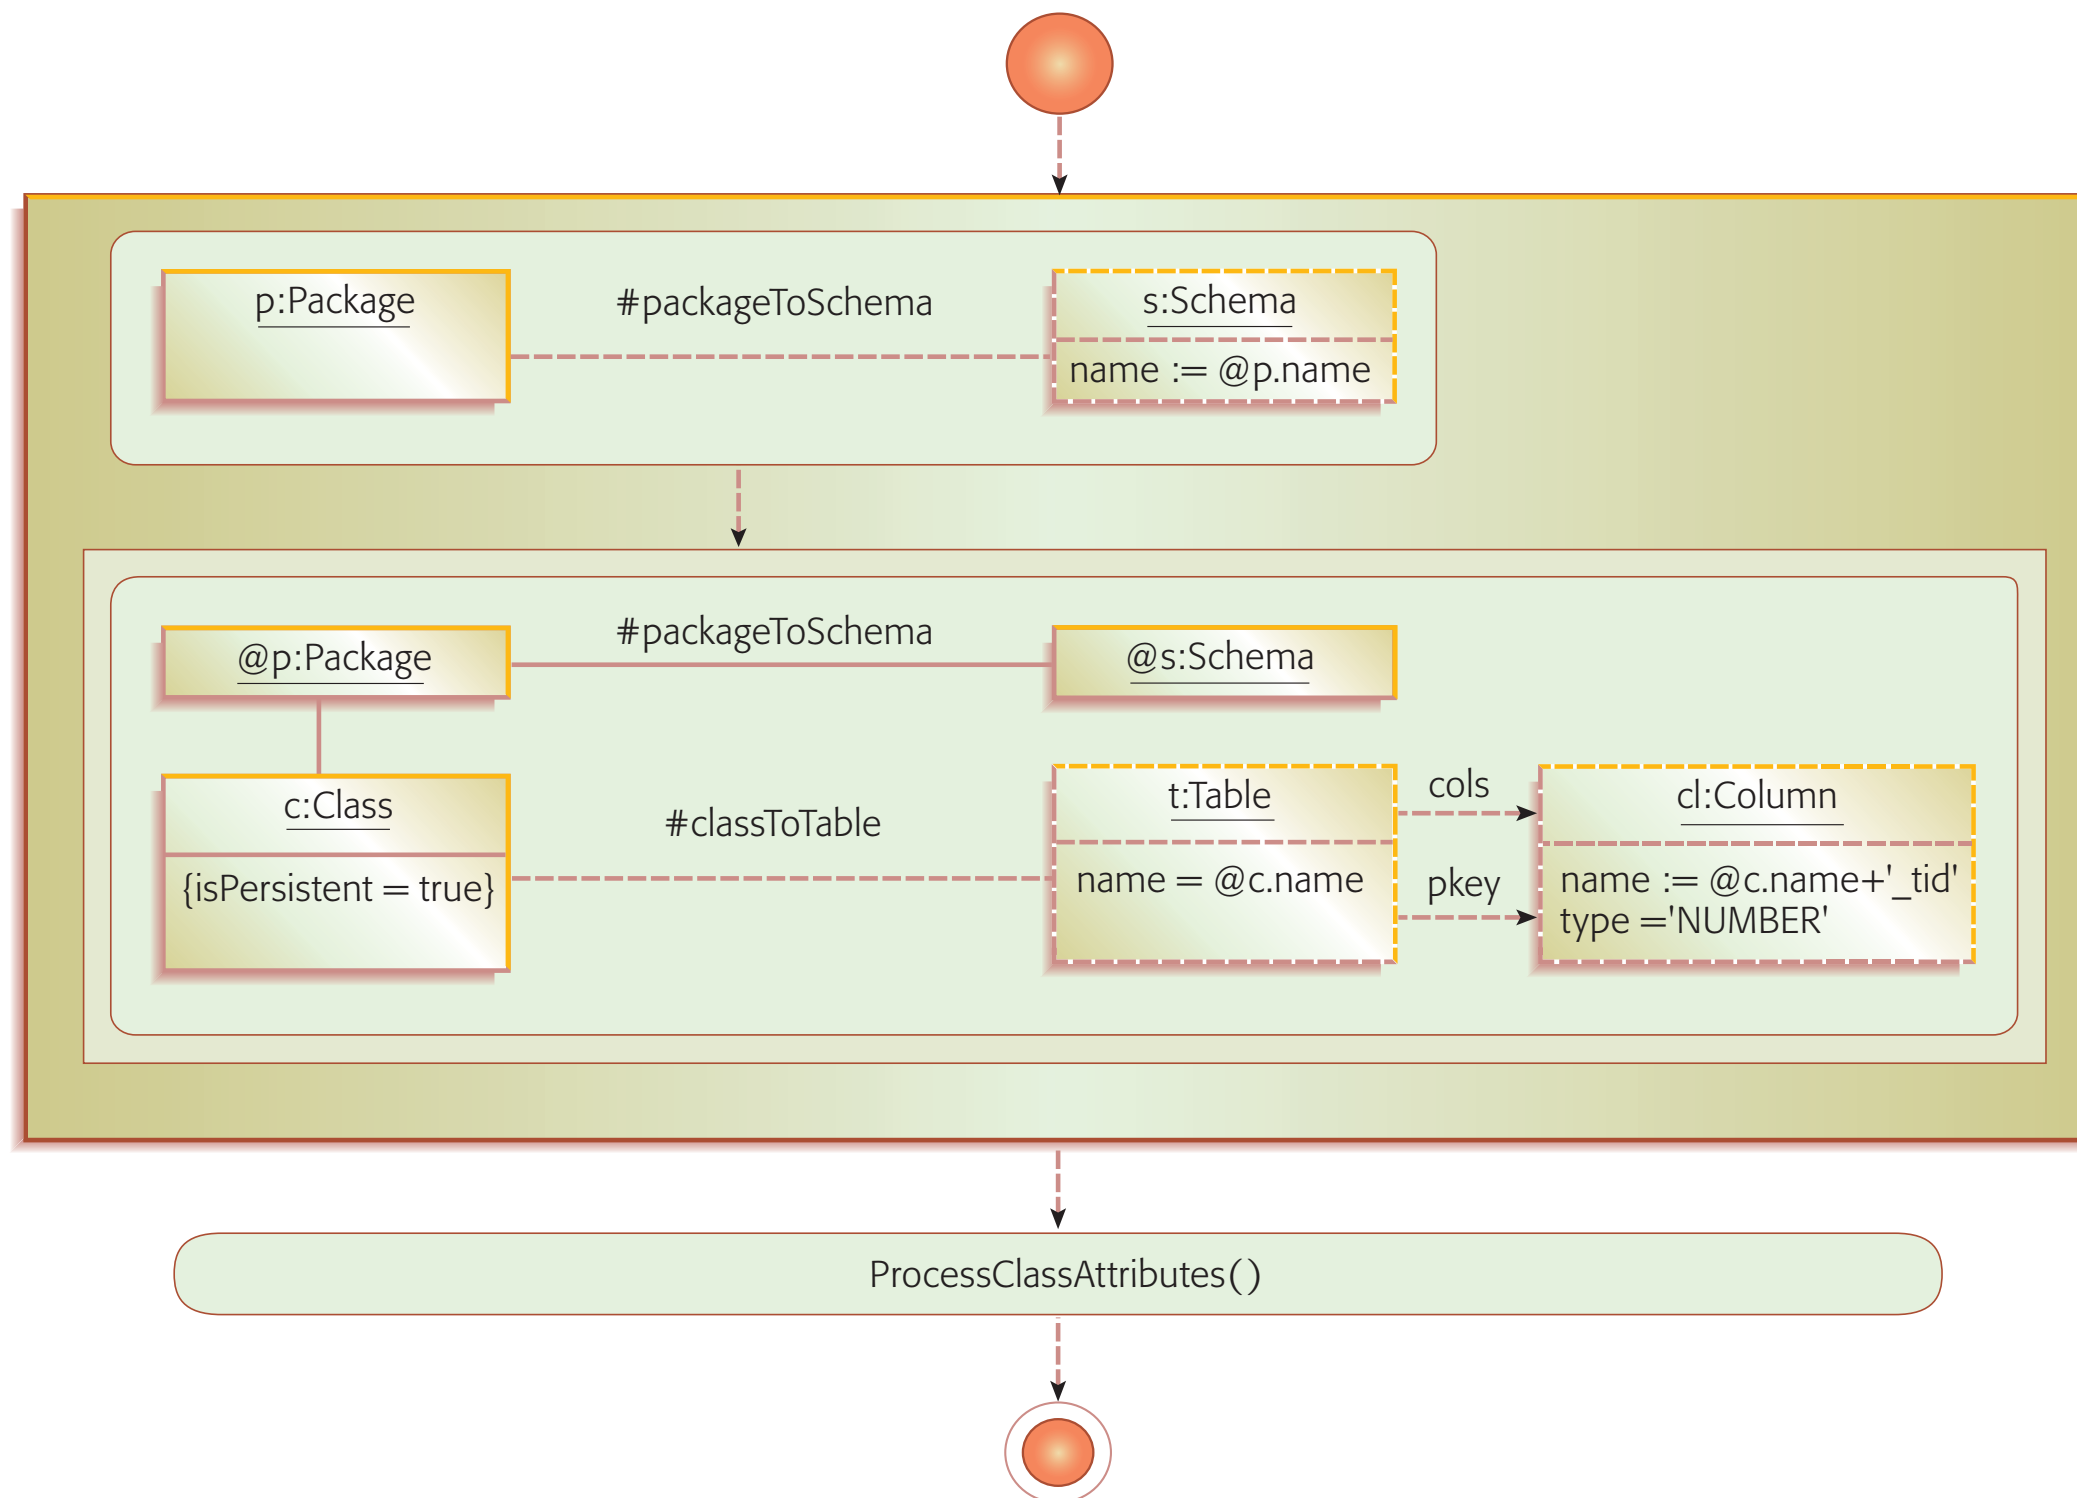 p:Package
#packageToSchema
s:Schema
name := @p.name
@p:Package
#packageToSchema
@s:Schema
c:Class
{isPersistent = true}
#classToTable
t:Table
name = @c.name
cols
pkey
cl:Column
name := @c.name+'_tid'
type ='NUMBER'
ProcessClassAttributes()